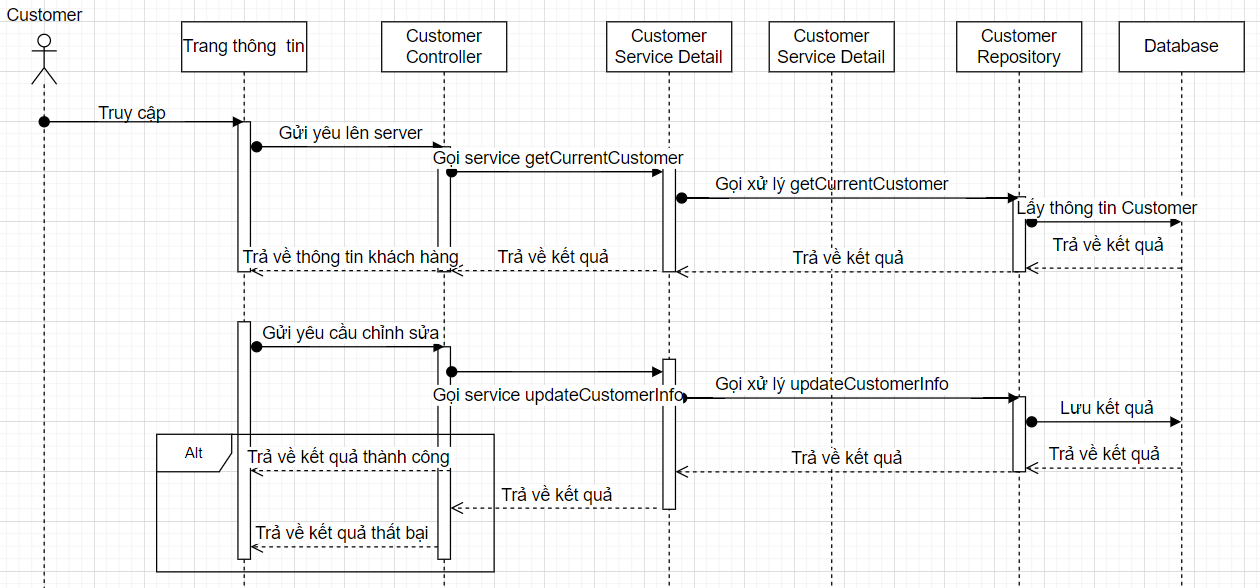 Customer
Trang thông tin
Customer
Controller
Customer
Service Detail
Customer
Service Detail
Customer
Repository
Database
Truy cập
Gửi yêu lên server
Gọi service getCurrentCustomer
Gọi xử lý getCurrentCustomer
Lấy thông tin Customer
Trả về kết quả
Trả về thông tin khách hàng
Trả về kết quả
Trả về kết quả
Gửi yêu cầu chỉnh sửa
Gọi service updateCustomerInfo
Gọi xử lý updateCustomerInfo
Lưu kết quả
Alt
Trả về kết quả thành công
Trả về kết quả
Trả về kết quả
Trả về kết quả
Trả về kết quả thất bại